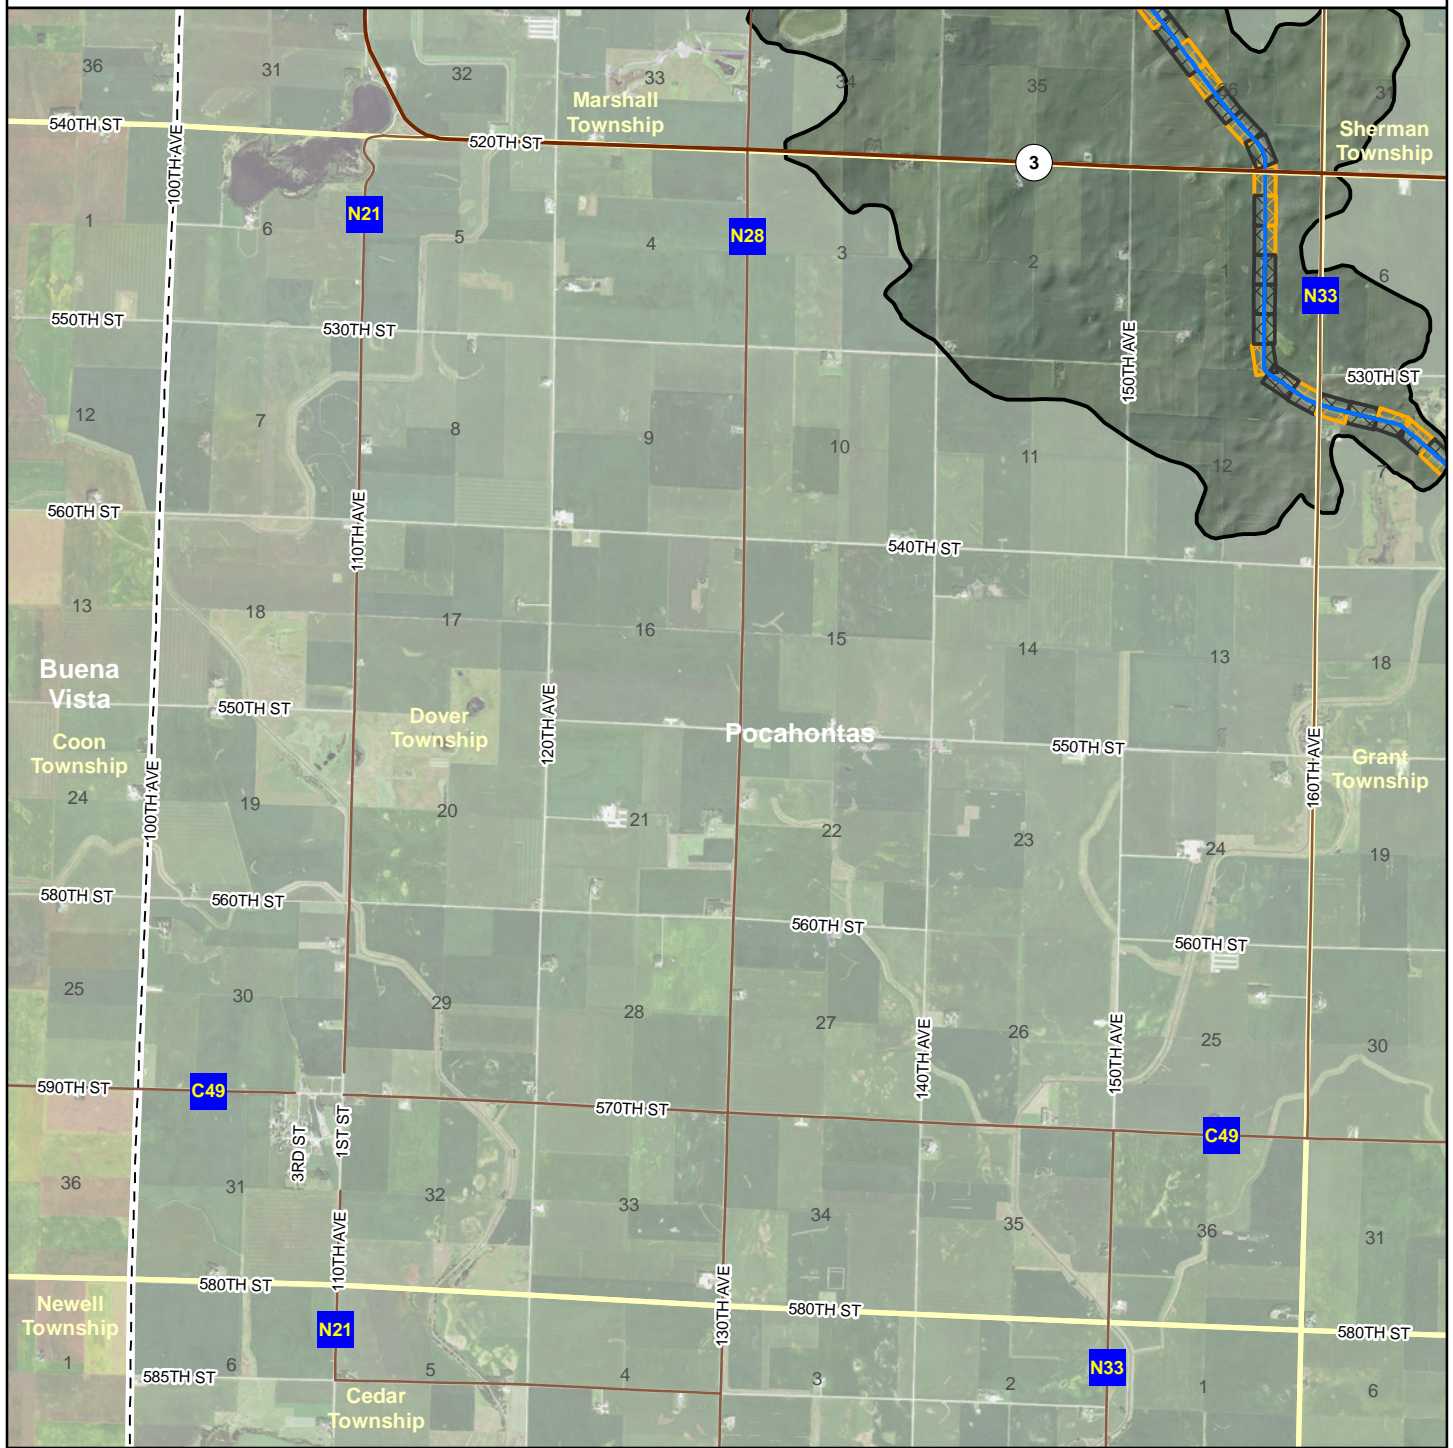 36
31
32
33
34
35
36
31
540TH ST
100TH AVE
520TH ST
Marshall
Township
3
Sherman
Township
1
6
N21
5
4
N28
3
2
1
N33
6
550TH ST
530TH ST
150TH AVE
530TH ST
12
7
8
9
10
11
12
7
560TH ST
110TH AVE
540TH ST
13
18
17
16
15
14
13
18
Buena
Vista
550TH ST
Dover
Township
120TH AVE
Pocahontas
550TH ST
160TH AVE
Grant
Township
Coon
Township
100TH AVE
24
19
20
21
22
23
24
19
580TH ST
560TH ST
560TH ST
560TH ST
25
30
29
28
27
140TH AVE
26
150TH AVE
25
30
590TH ST
C49
570TH ST
C49
3RD ST
1ST ST
36
31
32
33
34
35
36
31
110TH AVE
580TH ST
130TH AVE
580TH ST
580TH ST
Newell
Township
N21
1
6
585TH ST
5
4
3
2
N33
1
6
Cedar
Township